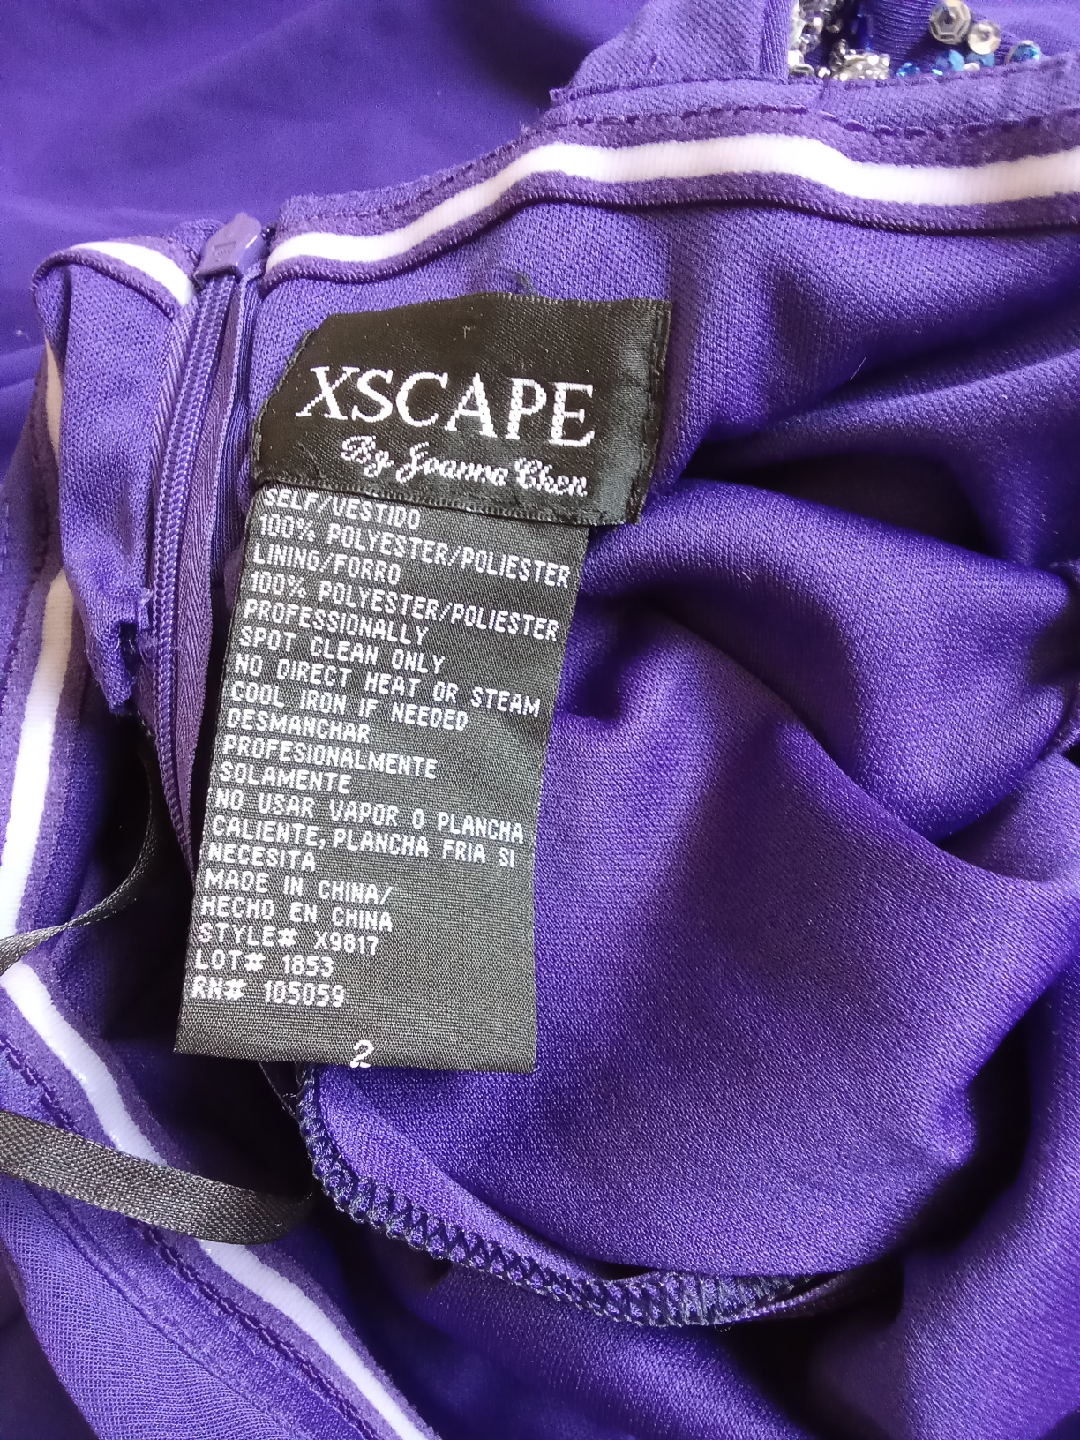 XSCAPE
By Joanna Chen
SELF/VESTIDO
100% POLYESTER/POLIESTER
LINING/FORRO
100% POLYESTER/POLIESTER
PROFESSIONALLY
SPOT CLEAN ONLY
NO DIRECT HEAT OR STEAM
COOL IRON IF NEEDED
DESMANCHAR
PROFESIONALMENTE
SOLAMENTE
NO USAR VAPOR O PLANCHA
CALIENTE, PLANCHA FRIA SI
NECESITA
MADE IN CHINA/
HECHO EN CHINA
STYLE# X9817
LOT# 1853
RN# 105059
2